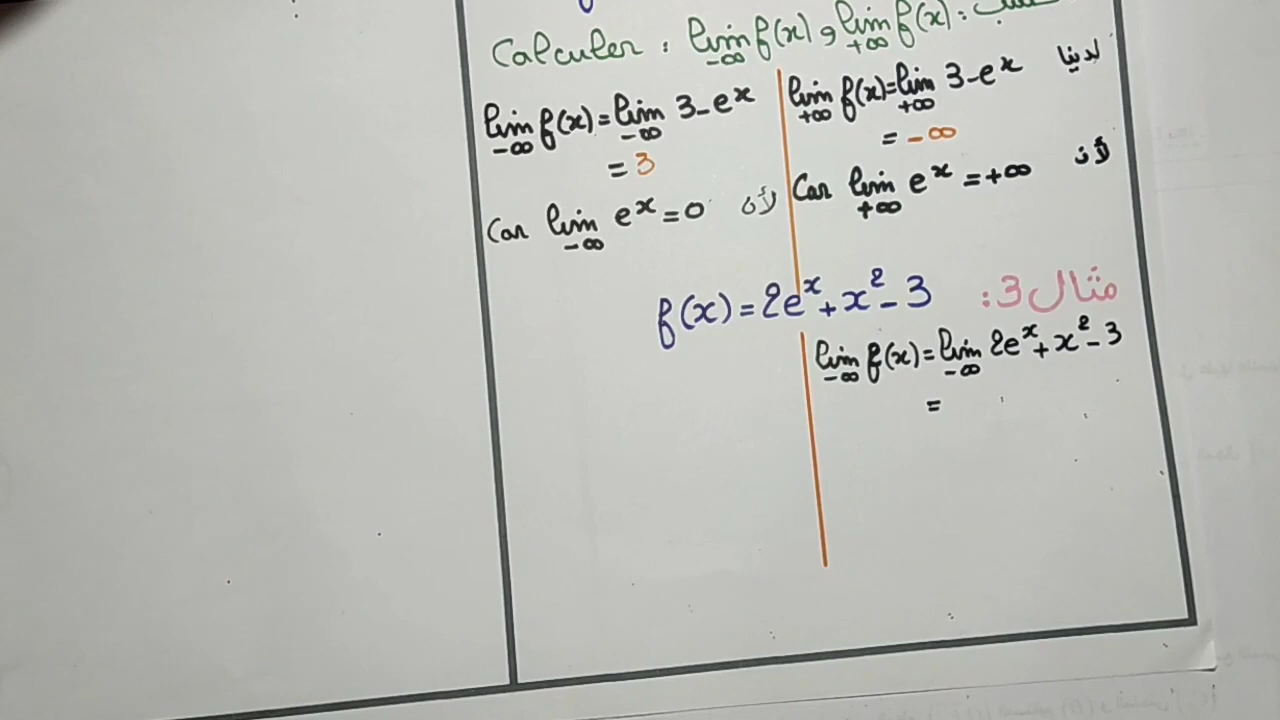 Calculer : lim f(x) و lim f(x) :
-∞ +∞
lim f(x) = lim 3 - e^x لدينا
+∞ +∞
= -∞
Car lim e^x = +∞ لأن
+∞
lim f(x) = lim 3 - e^x
-∞ -∞
= 3
Car lim e^x = 0 لأن
-∞
مثال 3: f(x) = 2e^x + x² - 3
lim f(x) = lim 2e^x + x² - 3
-∞ -∞
=